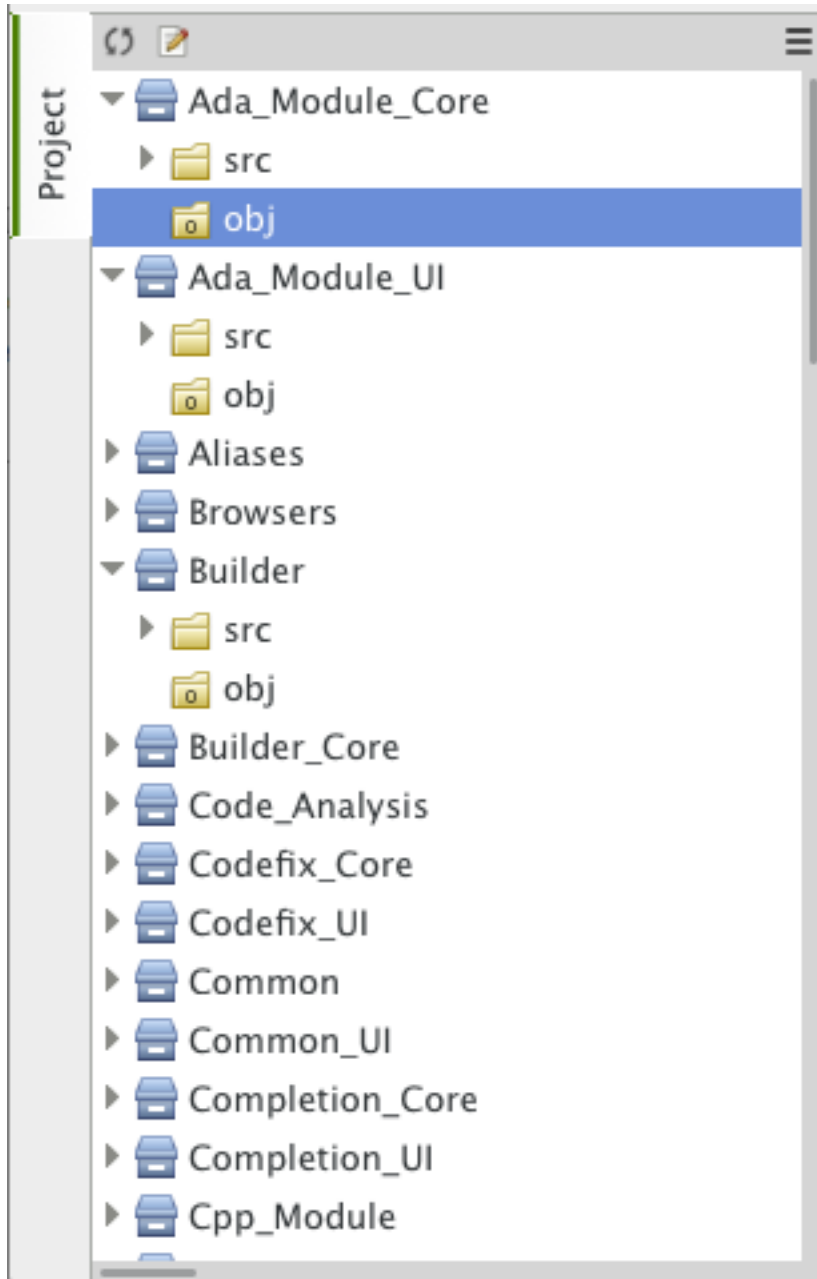 Project
Ada_Module_Core
src
obj
Ada_Module_UI
src
obj
Aliases
Browsers
Builder
src
obj
Builder_Core
Code_Analysis
Codefix_Core
Codefix_UI
Common
Common_UI
Completion_Core
Completion_UI
Cpp_Module